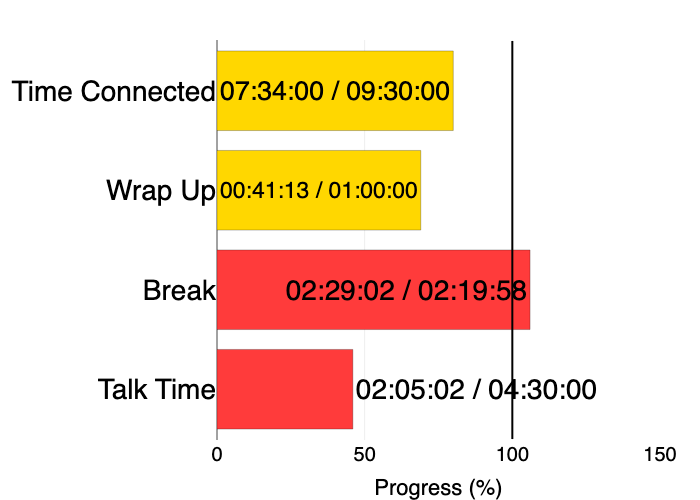 Time Connected 07:34:00 / 09:30:00
Wrap Up 00:41:13 / 01:00:00
Break 02:29:02 / 02:19:58
Talk Time 02:05:02 / 04:30:00
0 50 100 150
Progress (%)